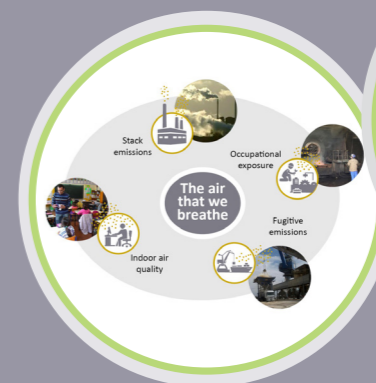 Stack
emissions
Occupational
exposure
The air
that we
breathe
Fugitive
emissions
Indoor air
quality